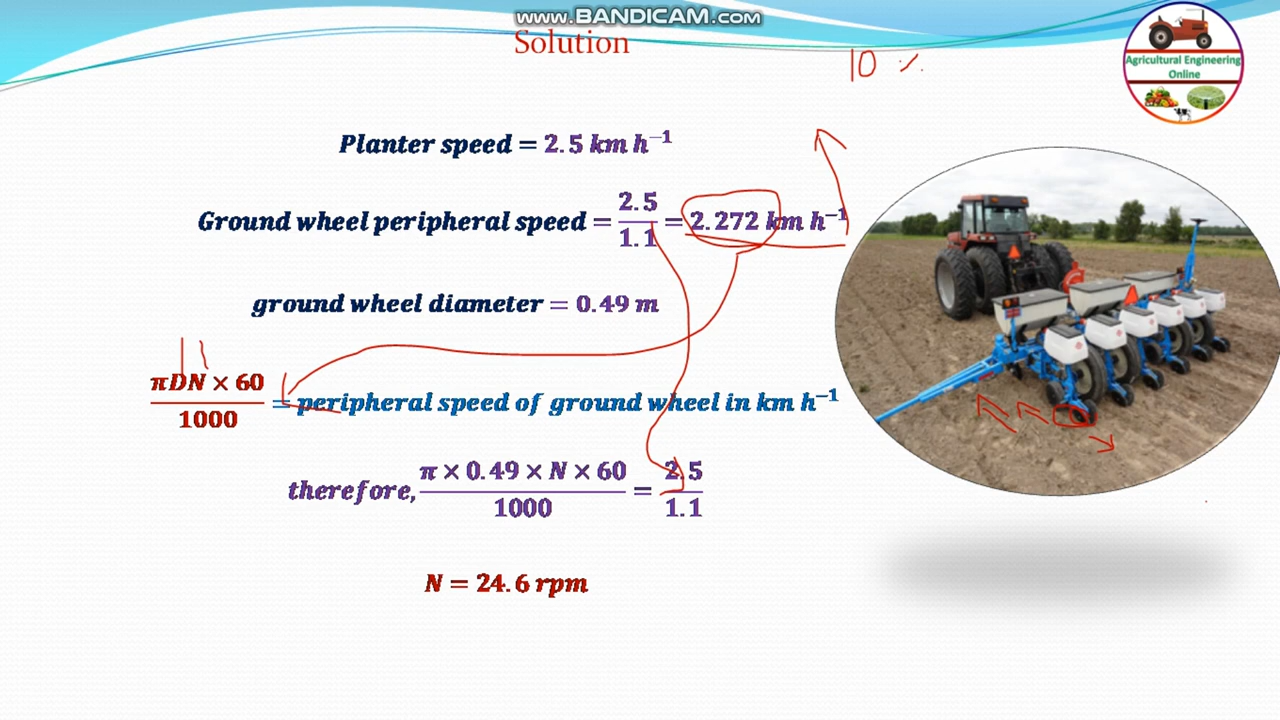 www.BANDICAM.com
Solution
10 %
Agricultural Engineering
Online
Planter speed = 2.5 km h⁻¹
Ground wheel peripheral speed = 2.5/1.1 = 2.272 km h⁻¹
ground wheel diameter = 0.49 m
πDN × 60/1000 = peripheral speed of ground wheel in km h⁻¹
therefore, π × 0.49 × N × 60/1000 = 2.5/1.1
N = 24.6 rpm